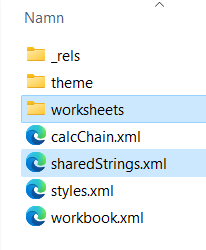 Namn
_rels
theme
worksheets
calcChain.xml
sharedStrings.xml
styles.xml
workbook.xml